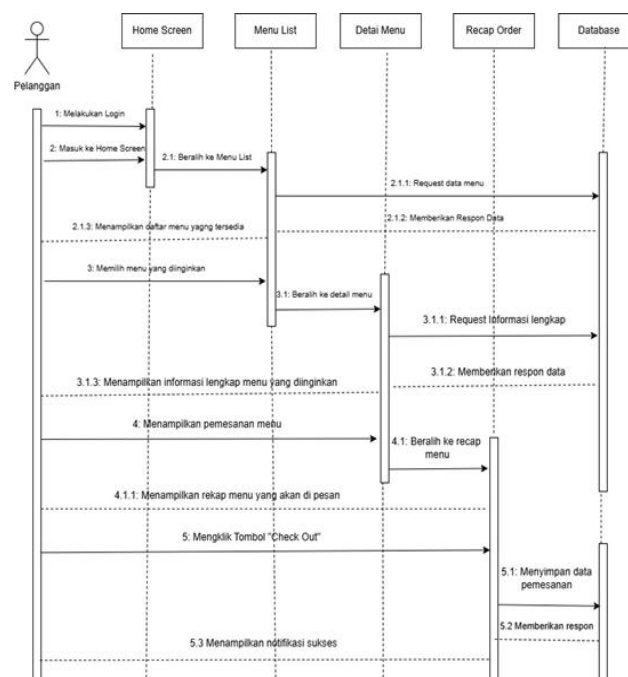 Home Screen
Menu List
Detai Menu
Recap Order
Database
Pelanggan
1: Melakukan Login
2: Masuk ke Home Screen
2.1: Beralih ke Menu List
2.1.1: Request data menu
2.1.2: Memberikan Respon Data
2.1.3: Menampilkan daftar menu yagng tersedia
3: Memilih menu yang diinginkan
3.1: Beralih ke detail menu
3.1.1: Request Informasi lengkap
3.1.2: Memberikan respon data
3.1.3: Menampilkan informasi lengkap menu yang diinginkan
4: Menampilkan pemesanan menu
4.1: Beralih ke recap
menu
4.1.1: Menampilkan rekap menu yang akan di pesan
5: Mengklik Tombol "Check Out"
5.1: Menyimpan data
pemesanan
5.2 Memberikan respon
5.3 Menampilkan notifikasi sukses